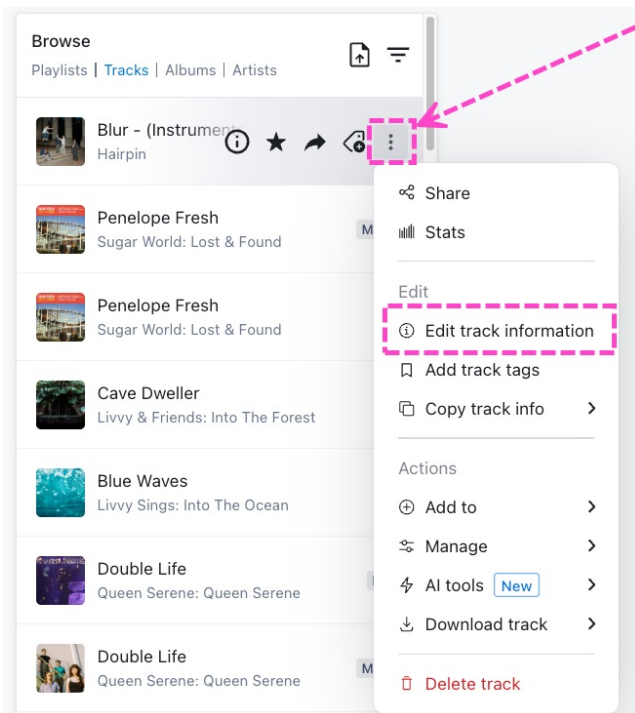 Browse
Playlists | Tracks | Albums | Artists
Blur - (Instrument
Hairpin
Penelope Fresh
M
Sugar World: Lost & Found
Penelope Fresh
Sugar World: Lost & Found
Cave Dweller
Livvy & Friends: Into The Forest
Blue Waves
Livvy Sings: Into The Ocean
Double Life
Queen Serene: Queen Serene
Double Life
M
Queen Serene: Queen Serene
Share
Stats
Edit
Edit track information
Add track tags
Copy track info
Actions
Add to
Manage
AI tools New
Download track
Delete track